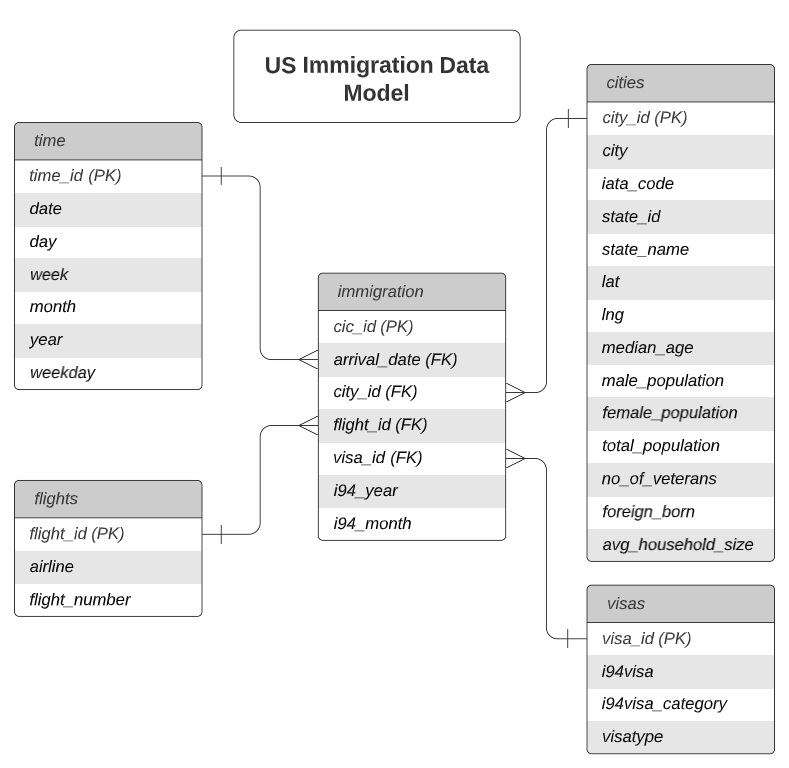 US Immigration Data
Model
time
time_id (PK)
date
day
week
month
year
weekday
flights
flight_id (PK)
airline
flight_number
immigration
cic_id (PK)
arrival_date (FK)
city_id (FK)
flight_id (FK)
visa_id (FK)
i94_year
i94_month
cities
city_id (PK)
city
iata_code
state_id
state_name
lat
lng
median_age
male_population
female_population
total_population
no_of_veterans
foreign_born
avg_household_size
visas
visa_id (PK)
i94visa
i94visa_category
visatype